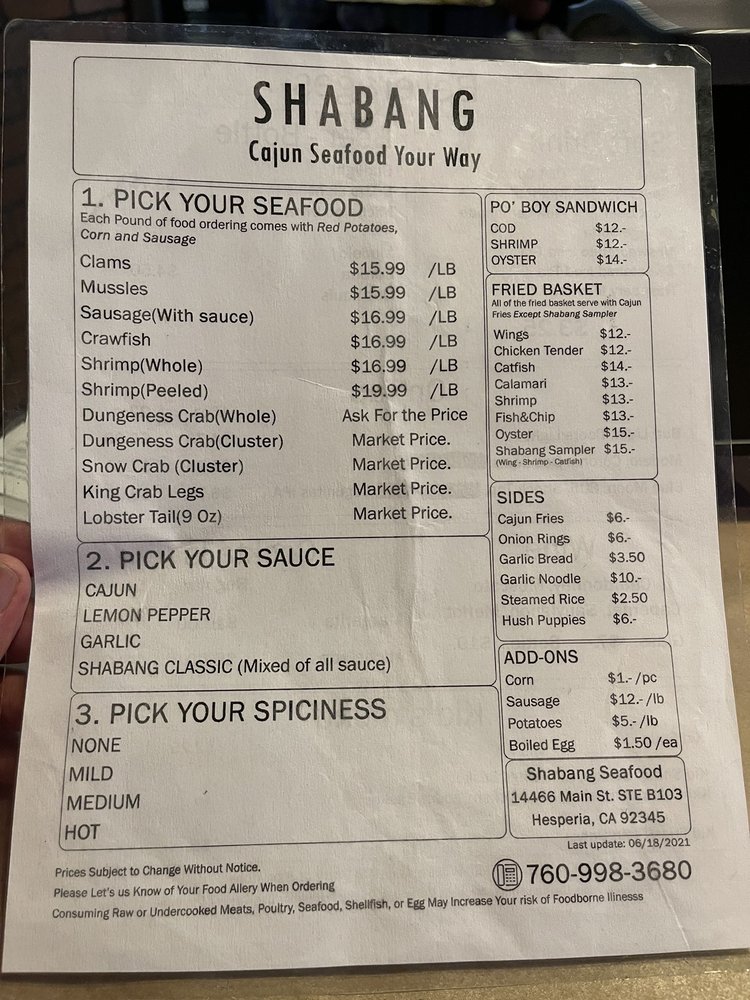 SHABANG
Cajun Seafood Your Way
1. PICK YOUR SEAFOOD
Each Pound of food ordering comes with Red Potatoes,
Corn and Sausage
Clams $15.99 /LB
Mussles $15.99 /LB
Sausage(With sauce) $16.99 /LB
Crawfish $16.99 /LB
Shrimp(Whole) $16.99 /LB
Shrimp(Peeled) $19.99 /LB
Dungeness Crab(Whole) Ask For the Price
Dungeness Crab(Cluster) Market Price.
Snow Crab (Cluster) Market Price.
King Crab Legs Market Price.
Lobster Tail(9 Oz) Market Price.
2. PICK YOUR SAUCE
CAJUN
LEMON PEPPER
GARLIC
SHABANG CLASSIC (Mixed of all sauce)
3. PICK YOUR SPICINESS
NONE
MILD
MEDIUM
HOT
PO' BOY SANDWICH
COD $12.-
SHRIMP $12.-
OYSTER $14.-
FRIED BASKET
All of the fried basket serve with Cajun
Fries Except Shabang Sampler
Wings $12.-
Chicken Tender $12.-
Catfish $14.-
Calamari $13.-
Shrimp $13.-
Fish&Chip $13.-
Oyster $15.-
Shabang Sampler $15.-
(Wing - Shrimp - Catfish)
SIDES
Cajun Fries $6.-
Onion Rings $6.-
Garlic Bread $3.50
Garlic Noodle $10.-
Steamed Rice $2.50
Hush Puppies $6.-
ADD-ONS
Corn $1.- /pc
Sausage $12.- /lb
Potatoes $5.- /lb
Boiled Egg $1.50 /ea
Shabang Seafood
14466 Main St. STE B103
Hesperia, CA 92345
Last update: 06/18/2021
760-998-3680
Prices Subject to Change Without Notice.
Please Let's us Know of Your Food Allery When Ordering
Consuming Raw or Undercooked Meats, Poultry, Seafood, Shellfish, or Egg May Increase Your risk of Foodborne Ilinesss